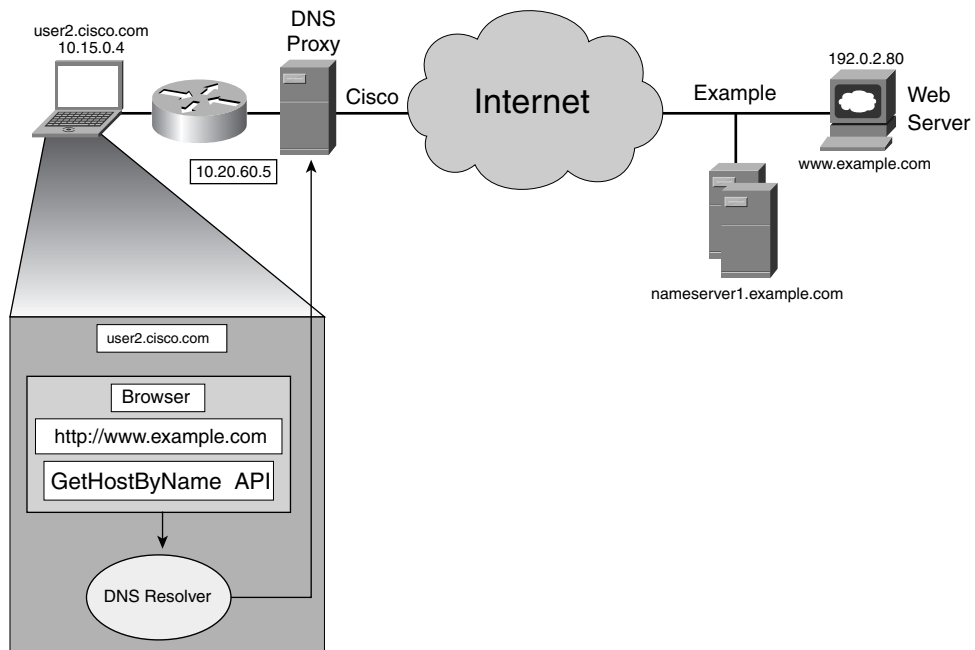 user2.cisco.com
10.15.0.4
DNS
Proxy
Cisco
Internet
Example
192.0.2.80
Web
Server
www.example.com
10.20.60.5
nameserver1.example.com
user2.cisco.com
Browser
http://www.example.com
GetHostByName API
DNS Resolver